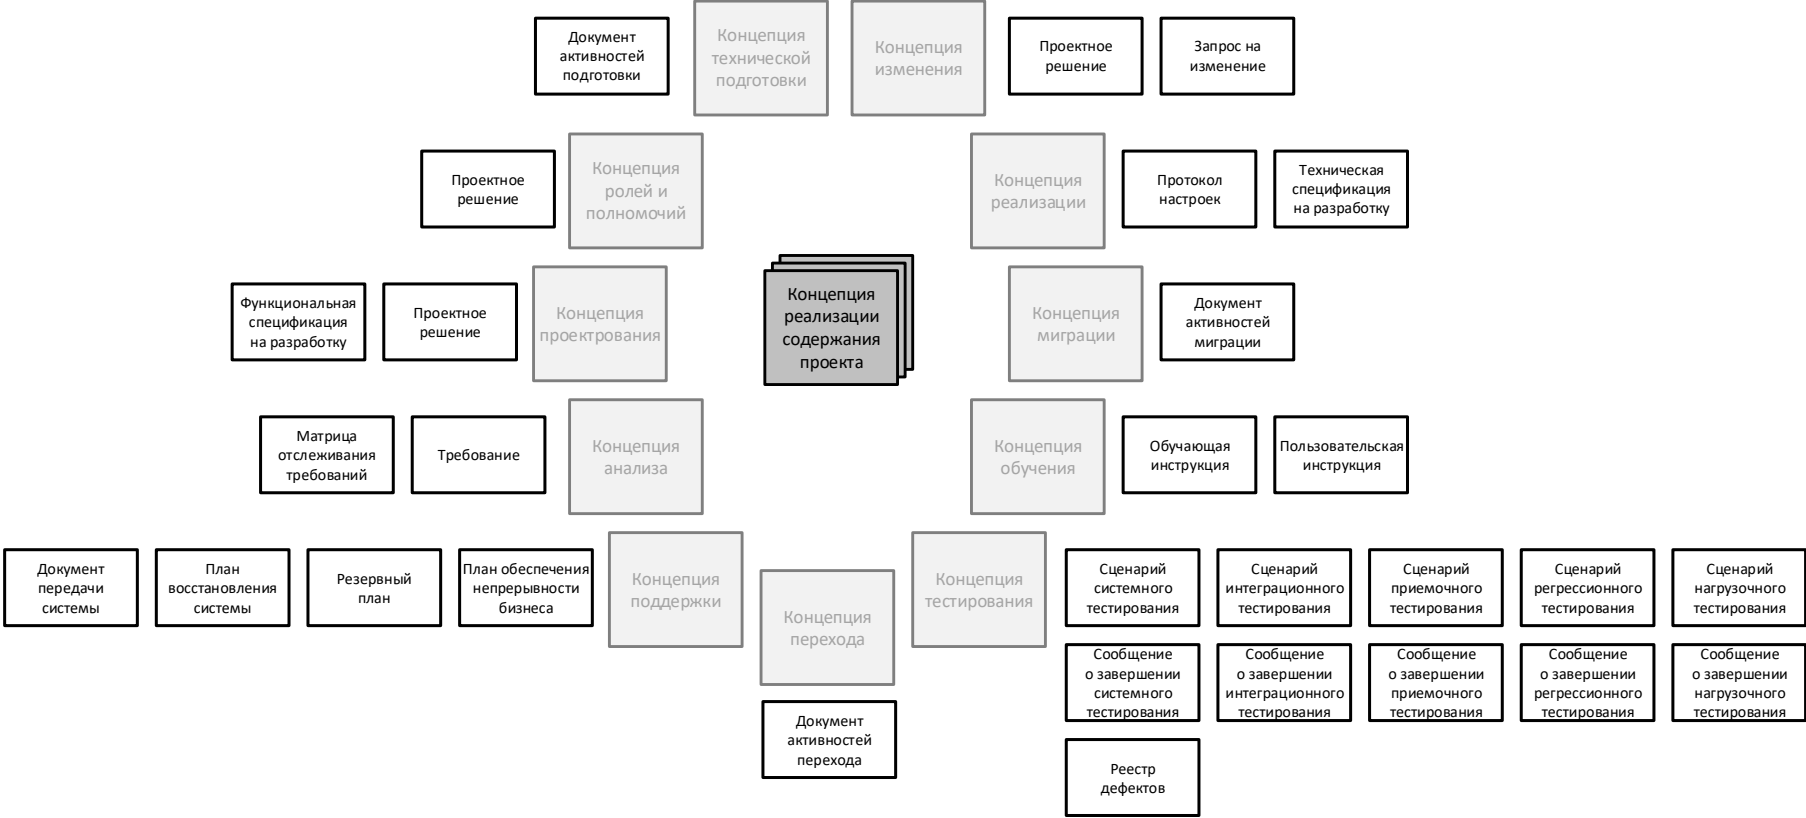 Документ
активностей
подготовки
Концепция
технической
подготовки
Концепция
изменения
Проектное
решение
Запрос на
изменение
Проектное
решение
Концепция
ролей и
полномочий
Концепция
реализации
Протокол
настроек
Техническая
спецификация
на разработку
Функциональная
спецификация
на разработку
Проектное
решение
Концепция
проектрования
Концепция
реализации
содержания
проекта
Концепция
миграции
Документ
активностей
миграции
Матрица
отслеживания
требований
Требование
Концепция
анализа
Концепция
обучения
Обучающая
инструкция
Пользовательская
инструкция
Документ
передачи
системы
План
восстановления
системы
Резервный
план
План обеспечения
непрерывности
бизнеса
Концепция
поддержки
Концепция
перехода
Концепция
тестирования
Сценарий
системного
тестирования
Сценарий
интеграционного
тестирования
Сценарий
приемочного
тестирования
Сценарий
регрессионного
тестирования
Сценарий
нагрузочного
тестирования
Сообщение
о завершении
системного
тестирования
Сообщение
о завершении
интеграционного
тестирования
Сообщение
о завершении
приемочного
тестирования
Сообщение
о завершении
регрессионного
тестирования
Сообщение
о завершении
нагрузочного
тестирования
Документ
активностей
перехода
Реестр
дефектов